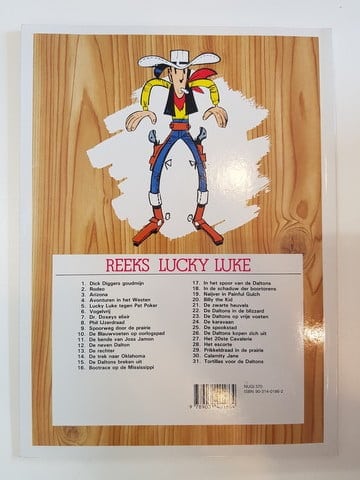 REEKS LUCKY LUKE
1. Dick Diggers goudmijn
2. Rodeo
3. Arizona
4. Avonturen in het Westen
5. Lucky Luke tegen Pat Poker
6. Vogelvrij
7. Dr. Doxeys elixir
8. Phil IJzerdraad
9. Spoorweg door de prairie
10. De Blauwvoeten op oorlogspad
11. De bende van Joss Jamon
12. De neven Dalton
13. De rechter
14. De trek naar Oklahoma
15. De Daltons breken uit
16. Bootrace op de Mississippi
17. In het spoor van de Daltons
18. In de schaduw der boortorens
19. Naijver in Painful Gulch
20. Billy the Kid
21. De zwarte heuvels
22. De Daltons in de blizzard
23. De Daltons op vrije voeten
24. De karavaan
25. De spookstad
26. De Daltons kopen zich uit
27. Het 20ste Cavalerie
28. Het escorte
29. Prikkeldraad in de prairie
30. Calamity Jane
31. Tortillas voor de Daltons
NUGI 570